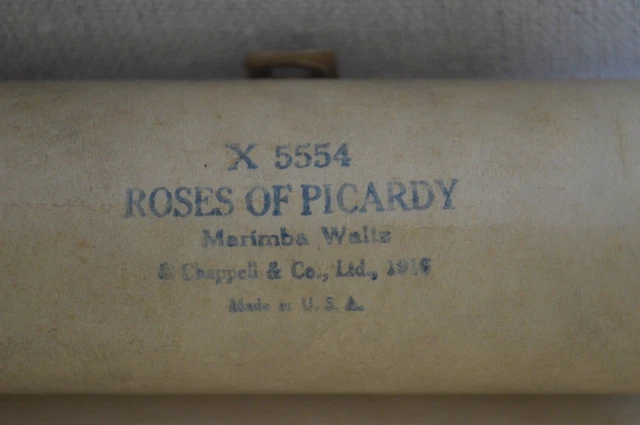 X 5554
ROSES OF PICARDY
Marimba Waltz
© Chappell & Co., Ltd., 1916
Made in U. S. A.